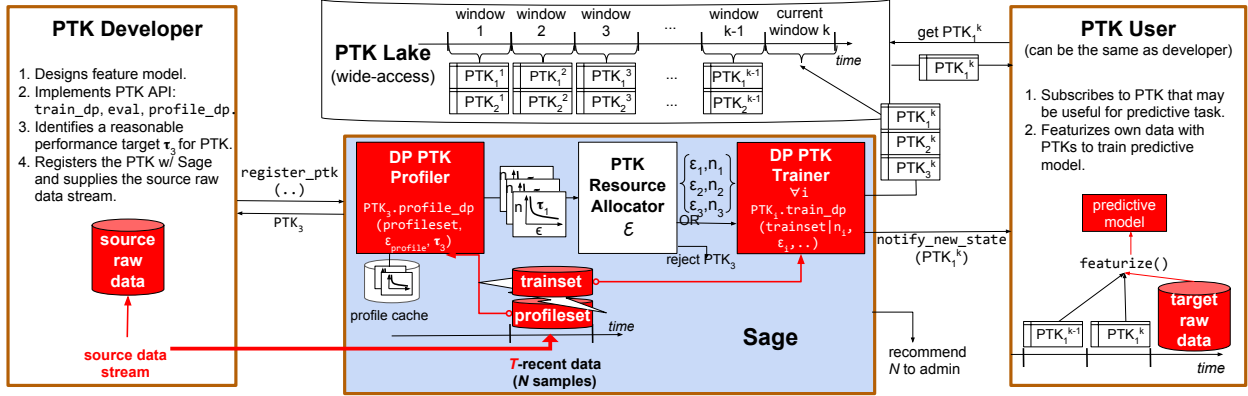 PTK Developer
1. Designs feature model.
2. Implements PTK API:
train_dp, eval, profile_dp.
3. Identifies a reasonable
performance target τ3 for PTK.
4. Registers the PTK w/ Sage
and supplies the source raw
data stream.
source
raw
data
source data
stream
register_ptk
(..)
PTK3
PTK Lake
(wide-access)
window
1
window
2
window
3
...
window
k-1
current
window k
time
PTK1^1
PTK1^2
PTK1^3
...
PTK1^k-1
PTK2^1
PTK2^2
PTK2^3
...
PTK2^k-1
PTK1^k
PTK2^k
PTK3^k
DP PTK
Profiler
PTK3.profile_dp
(profileset,
εprofile, τ3)
profile cache
n
τ1
ϵ
PTK
Resource
Allocator
ℰ
ε1,n1
ε2,n2
ε3,n3
OR
reject PTK3
DP PTK
Trainer
∀i
PTKi.train_dp
(trainset|ni,
εi,..)
trainset
profileset
time
Sage
T-recent data
(N samples)
get PTK1^k
PTK1^k
notify_new_state
(PTK1^k)
recommend
N to admin
PTK User
(can be the same as developer)
1. Subscribes to PTK that may
be useful for predictive task.
2. Featurizes own data with
PTKs to train predictive
model.
predictive
model
featurize()
target
raw
data
PTK1^k-1
PTK1^k
time